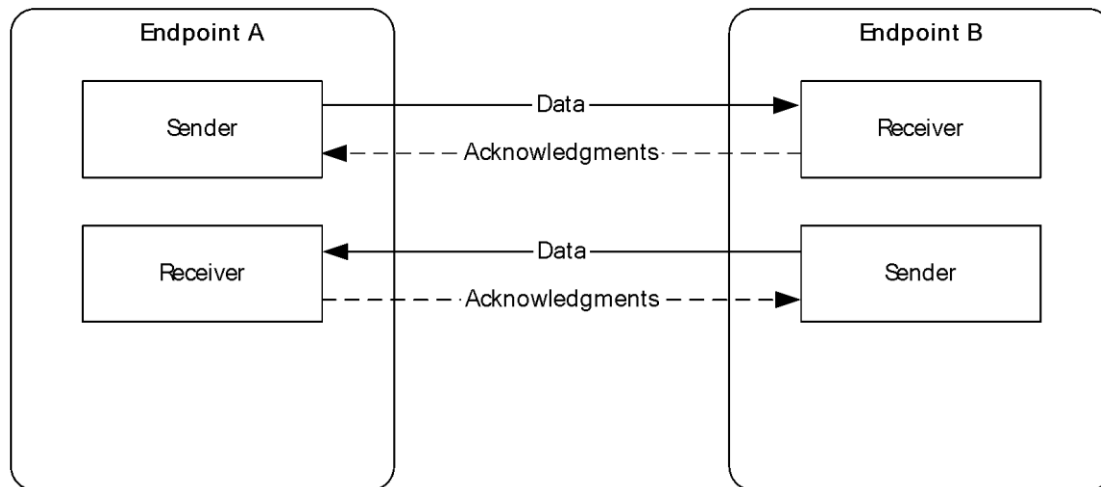 Endpoint A
Endpoint B
Sender
Data
Receiver
Acknowledgments
Receiver
Data
Sender
Acknowledgments